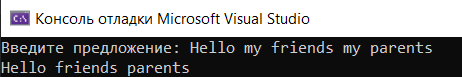 Консоль отладки Microsoft Visual Studio
Введите предложение: Hello my friends my parents
Hello friends parents